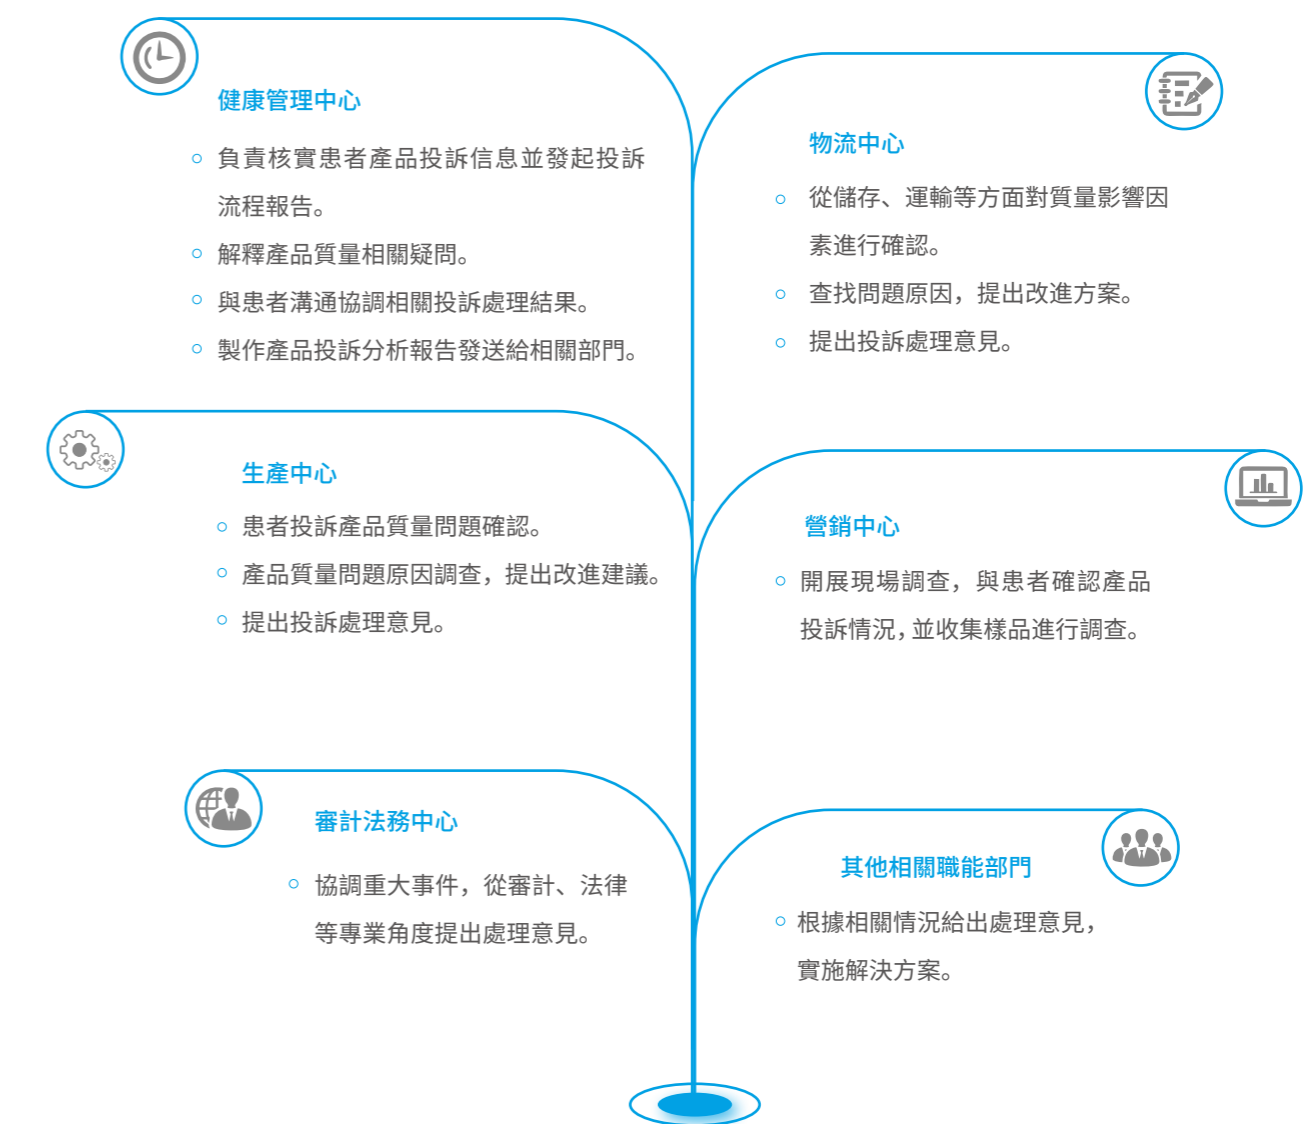 健康管理中心
負責核實患者產品投訴信息並發起投訴
流程報告。
解釋產品質量相關疑問。
與患者溝通協調相關投訴處理結果。
製作產品投訴分析報告發送給相關部門。
物流中心
從儲存、運輸等方面對質量影響因
素進行確認。
查找問題原因，提出改進方案。
提出投訴處理意見。
生產中心
患者投訴產品質量問題確認。
產品質量問題原因調查，提出改進建議。
提出投訴處理意見。
營銷中心
開展現場調查，與患者確認產品
投訴情況，並收集樣品進行調查。
審計法務中心
協調重大事件，從審計、法律
等專業角度提出處理意見。
其他相關職能部門
根據相關情況給出處理意見，
實施解決方案。